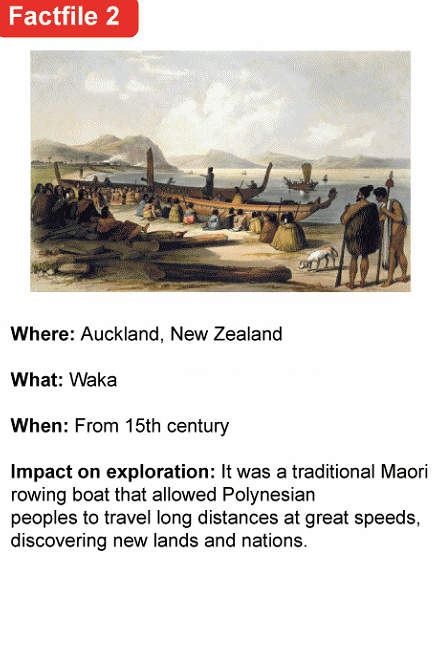 Factfile 2
Where: Auckland, New Zealand
What: Waka
When: From 15th century
Impact on exploration: It was a traditional Maori
rowing boat that allowed Polynesian
peoples to travel long distances at great speeds,
discovering new lands and nations.